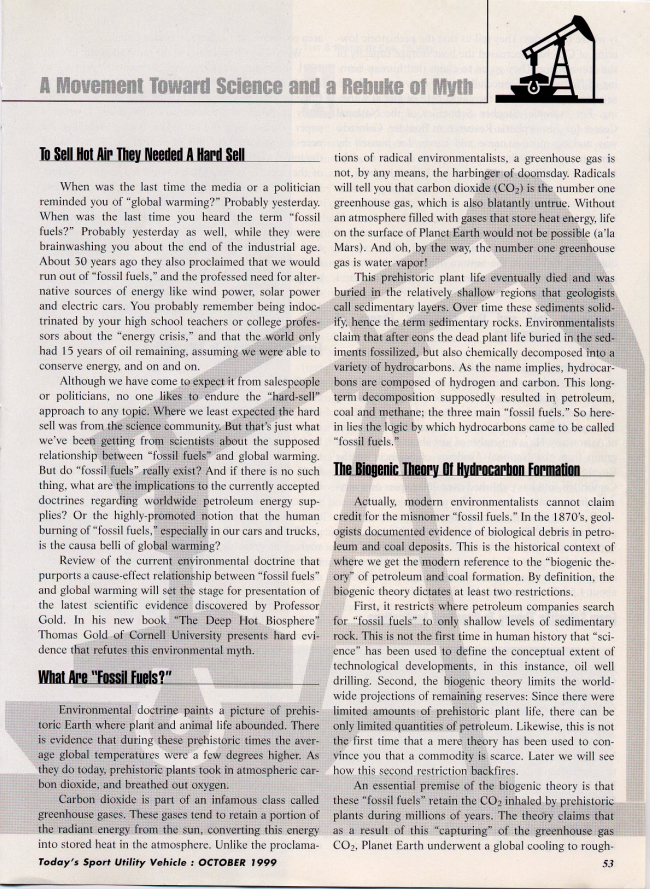 A Movement Toward Science and a Rebuke of Myth
To Sell Hot Air They Needed A Hard Sell
When was the last time the media or a politician
reminded you of “global warming?” Probably yesterday.
When was the last time you heard the term “fossil
fuels?” Probably yesterday as well, while they were
brainwashing you about the end of the industrial age.
About 30 years ago they also proclaimed that we would
run out of “fossil fuels,” and the professed need for alter-
native sources of energy like wind power, solar power
and electric cars. You probably remember being indoc-
trinated by your high school teachers or college profes-
sors about the “energy crisis,” and that the world only
had 15 years of oil remaining, assuming we were able to
conserve energy, and on and on.
Although we have come to expect it from salespeople
or politicians, no one likes to endure the “hard-sell”
approach to any topic. Where we least expected the hard
sell was from the science community. But that’s just what
we’ve been getting from scientists about the supposed
relationship between “fossil fuels” and global warming.
But do “fossil fuels” really exist? And if there is no such
thing, what are the implications to the currently accepted
doctrines regarding worldwide petroleum energy sup-
plies? Or the highly-promoted notion that the human
burning of “fossil fuels,” especially in our cars and trucks,
is the causa belli of global warming?
Review of the current environmental doctrine that
purports a cause-effect relationship between “fossil fuels”
and global warming will set the stage for presentation of
the latest scientific evidence discovered by Professor
Gold. In his new book “The Deep Hot Biosphere”
Thomas Gold of Cornell University presents hard evi-
dence that refutes this environmental myth.
What Are "Fossil Fuels?"
Environmental doctrine paints a picture of prehis-
toric Earth where plant and animal life abounded. There
is evidence that during these prehistoric times the aver-
age global temperatures were a few degrees higher. As
they do today, prehistoric plants took in atmospheric car-
bon dioxide, and breathed out oxygen.
Carbon dioxide is part of an infamous class called
greenhouse gases. These gases tend to retain a portion of
the radiant energy from the sun, converting this energy
into stored heat in the atmosphere. Unlike the proclama-
tions of radical environmentalists, a greenhouse gas is
not, by any means, the harbinger of doomsday. Radicals
will tell you that carbon dioxide (CO₂) is the number one
greenhouse gas, which is also blatantly untrue. Without
an atmosphere filled with gases that store heat energy, life
on the surface of Planet Earth would not be possible (a’la
Mars). And oh, by the way, the number one greenhouse
gas is water vapor!
This prehistoric plant life eventually died and was
buried in the relatively shallow regions that geologists
call sedimentary layers. Over time these sediments solid-
ify, hence the term sedimentary rocks. Environmentalists
claim that after eons the dead plant life buried in the sed-
iments fossilized, but also chemically decomposed into a
variety of hydrocarbons. As the name implies, hydrocar-
bons are composed of hydrogen and carbon. This long-
term decomposition supposedly resulted in petroleum,
coal and methane; the three main “fossil fuels.” So here-
in lies the logic by which hydrocarbons came to be called
“fossil fuels.”
The Biogenic Theory Of Hydrocarbon Formation
Actually, modern environmentalists cannot claim
credit for the misnomer “fossil fuels.” In the 1870’s, geol-
ogists documented evidence of biological debris in petro-
leum and coal deposits. This is the historical context of
where we get the modern reference to the “biogenic the-
ory” of petroleum and coal formation. By definition, the
biogenic theory dictates at least two restrictions.
First, it restricts where petroleum companies search
for “fossil fuels” to only shallow levels of sedimentary
rock. This is not the first time in human history that “sci-
ence” has been used to define the conceptual extent of
technological developments, in this instance, oil well
drilling. Second, the biogenic theory limits the world-
wide projections of remaining reserves: Since there were
limited amounts of prehistoric plant life, there can be
only limited quantities of petroleum. Likewise, this is not
the first time that a mere theory has been used to con-
vince you that a commodity is scarce. Later we will see
how this second restriction backfires.
An essential premise of the biogenic theory is that
these “fossil fuels” retain the CO₂ inhaled by prehistoric
plants during millions of years. The theory claims that
as a result of this “capturing” of the greenhouse gas
CO₂, Planet Earth underwent a global cooling to rough-
Today's Sport Utility Vehicle : OCTOBER 1999
53